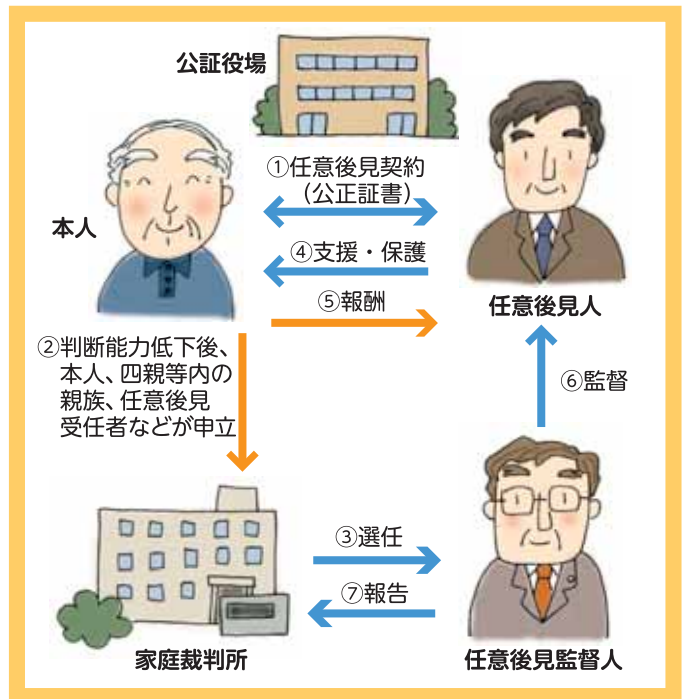 公証役場
①任意後見契約
（公正証書）
本人
④支援・保護
⑤報酬
任意後見人
②判断能力低下後、
本人、四親等内の
親族、任意後見
受任者などが申立
⑥監督
③選任
⑦報告
家庭裁判所
任意後見監督人